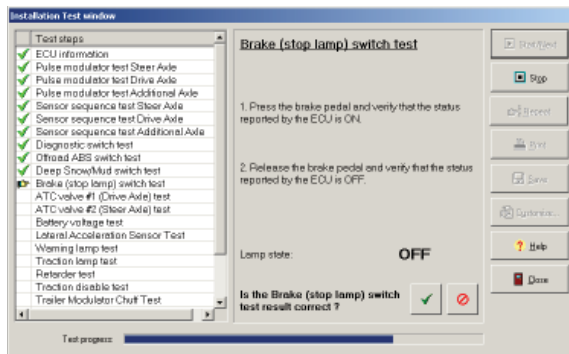 Installation Test window
Test steps
ECU information
Pulse modulator test Steer Axle
Pulse modulator test Drive Axle
Pulse modulator test Additional Axle
Sensor sequence test Steer Axle
Sensor sequence test Drive Axle
Sensor sequence test Additional Axle
Diagnostic switch test
Offroad ABS switch test
Deep Snow/Mud switch test
Brake (stop lamp) switch test
ATC valve #1 (Drive Axle) test
ATC valve #2 (Steer Axle) test
Battery voltage test
Lateral Acceleration Sensor Test
Warning lamp test
Traction lamp test
Retarder test
Traction disable test
Trailer Modulator Chuff Test
Brake (stop lamp) switch test
1. Press the brake pedal and verify that the status
reported by the ECU is ON.
2. Release the brake pedal and verify that the status
reported by the ECU is OFF.
Lamp state:
OFF
Is the Brake (stop lamp) switch
test result correct ?
Start/Next
Stop
Repeat
Print
Save
Customize...
Help
Close
Test progress: